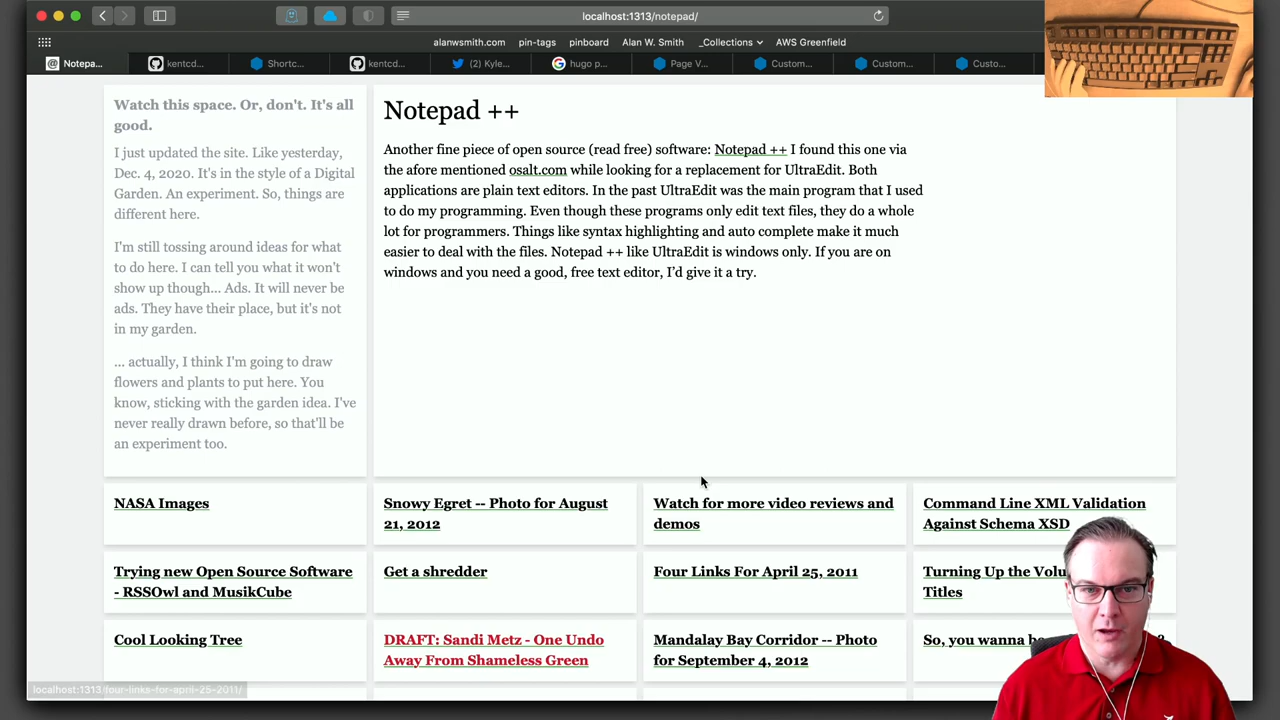 localhost:1313/notepad/
alanwsmith.com pin-tags pinboard Alan W. Smith _Collections AWS Greenfield
@ Notepa... kentcd... Shortc... kentcd... (2) Kyle... hugo p... Page V... Custom... Custom... Custo...
Watch this space. Or, don't. It's all
good.
I just updated the site. Like yesterday,
Dec. 4, 2020. It's in the style of a Digital
Garden. An experiment. So, things are
different here.
I'm still tossing around ideas for what
to do here. I can tell you what it won't
show up though... Ads. It will never be
ads. They have their place, but it's not
in my garden.
... actually, I think I'm going to draw
flowers and plants to put here. You
know, sticking with the garden idea. I've
never really drawn before, so that'll be
an experiment too.
Notepad ++
Another fine piece of open source (read free) software: Notepad ++ I found this one via
the afore mentioned osalt.com while looking for a replacement for UltraEdit. Both
applications are plain text editors. In the past UltraEdit was the main program that I used
to do my programming. Even though these programs only edit text files, they do a whole
lot for programmers. Things like syntax highlighting and auto complete make it much
easier to deal with the files. Notepad ++ like UltraEdit is windows only. If you are on
windows and you need a good, free text editor, I'd give it a try.
NASA Images
Snowy Egret -- Photo for August
21, 2012
Watch for more video reviews and
demos
Command Line XML Validation
Against Schema XSD
Trying new Open Source Software
- RSSOwl and MusikCube
Get a shredder
Four Links For April 25, 2011
Turning Up the
Titles
Cool Looking Tree
DRAFT: Sandi Metz - One Undo
Away From Shameless Green
Mandalay Bay Corridor -- Photo
for September 4, 2012
So, you wanna
localhost:1313/four-links-for-april-25-2011/